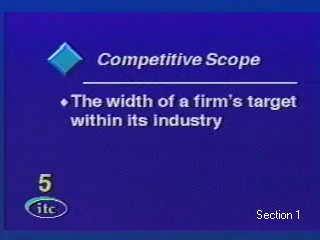 Competitive Scope
♦The width of a firm's target
within its industry
5
itc
Section 1